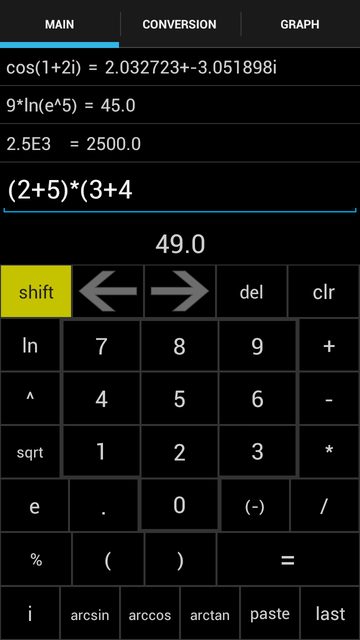 MAIN CONVERSION GRAPH
cos(1+2i) = 2.032723+-3.051898i
9*ln(e^5) = 45.0
2.5E3 = 2500.0
(2+5)*(3+4
49.0
shift del clr
ln 7 8 9 +
^ 4 5 6 -
sqrt 1 2 3 *
e . 0 (-) /
% ( ) =
i arcsin arccos arctan paste last